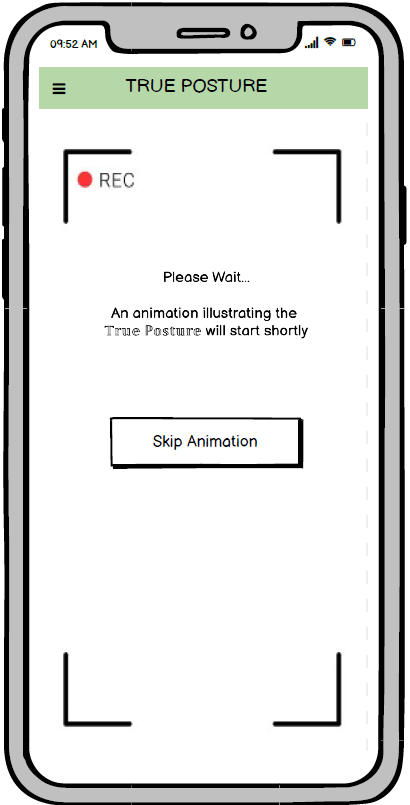 09:52 AM
TRUE POSTURE
REC
Please Wait...
An animation illustrating the
True Posture will start shortly
Skip Animation